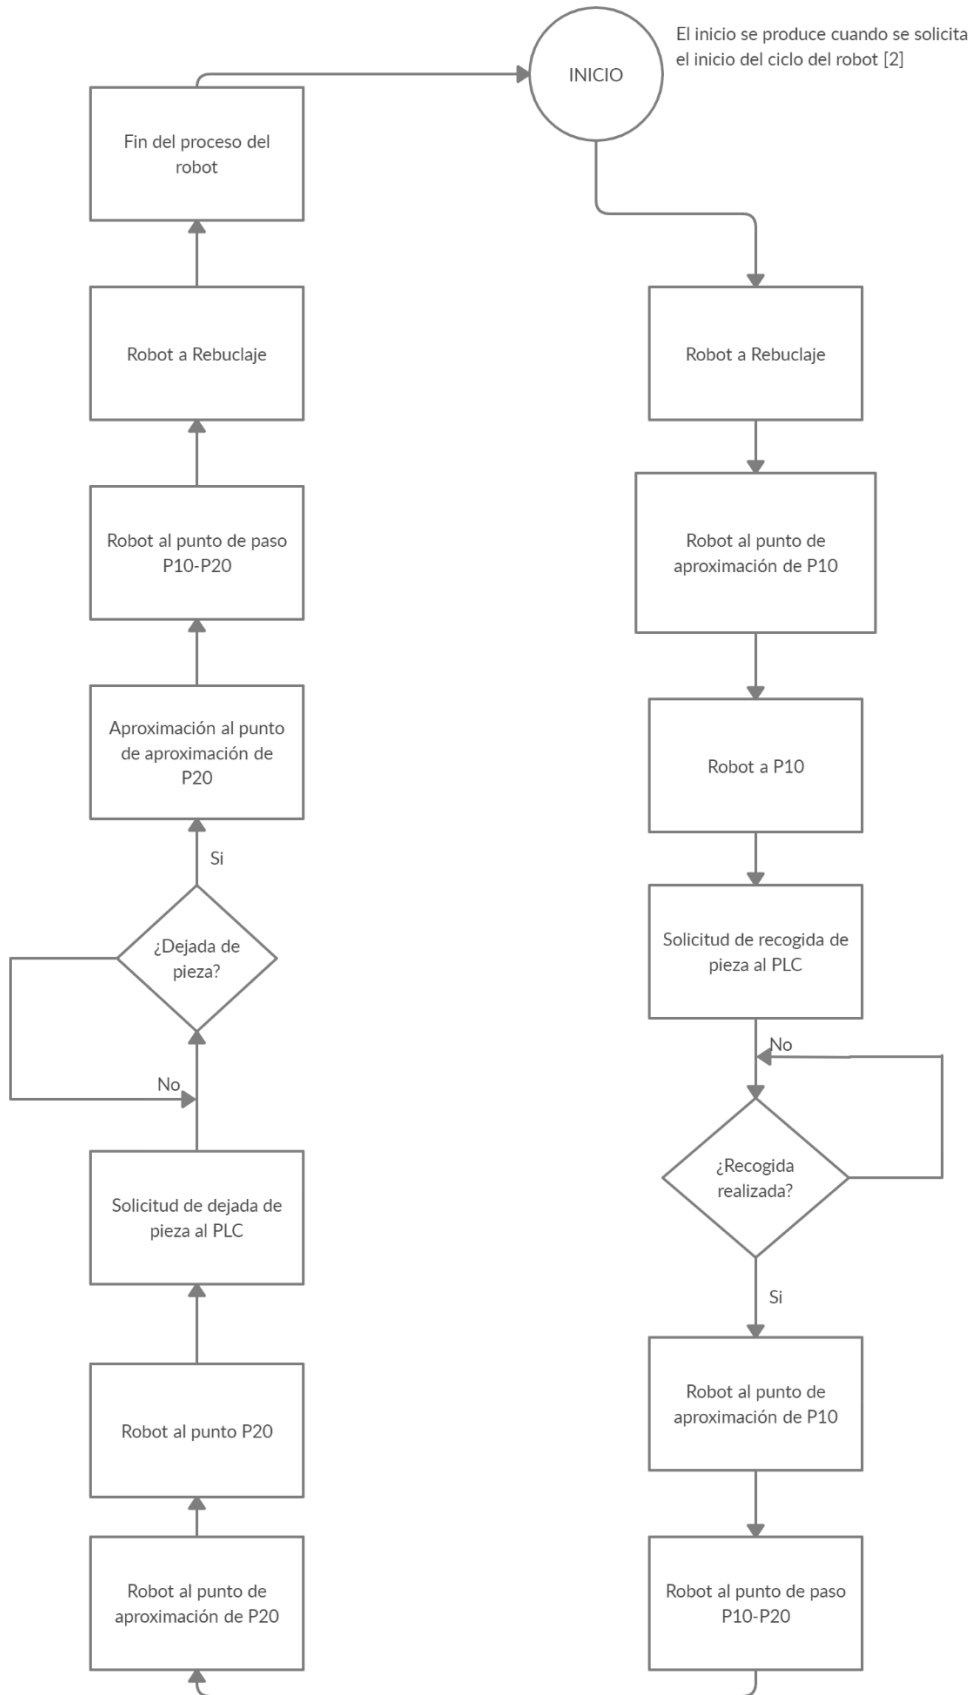 El inicio se produce cuando se solicita
el inicio del ciclo del robot [2]
INICIO
Robot a Rebuclaje
Robot al punto de
aproximación de P10
Robot a P10
Solicitud de recogida de
pieza al PLC
No
¿Recogida
realizada?
Si
Robot al punto de
aproximación de P10
Robot al punto de paso
P10-P20
Robot al punto de
aproximación de P20
Robot al punto P20
Solicitud de dejada de
pieza al PLC
No
¿Dejada de
pieza?
Si
Aproximación al punto
de aproximación de
P20
Robot al punto de paso
P10-P20
Robot a Rebuclaje
Fin del proceso del
robot